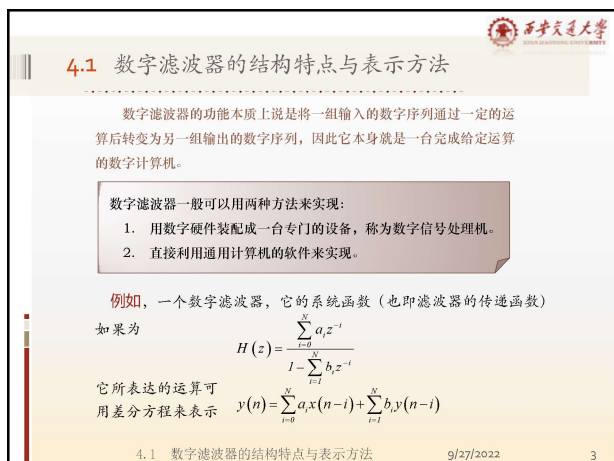 西安交通大学
XI'AN JIAOTONG UNIVERSITY
4.1 数字滤波器的结构特点与表示方法
数字滤波器的功能本质上说是将一组输入的数字序列通过一定的运
算后转变为另一组输出的数字序列，因此它本身就是一台完成给定运算
的数字计算机。
数字滤波器一般可以用两种方法来实现：
1. 用数字硬件装配成一台专门的设备，称为数字信号处理机。
2. 直接利用通用计算机的软件来实现。
例如，一个数字滤波器，它的系统函数（也即滤波器的传递函数）
如果为
H(z)=\frac{\sum_{i=0}^{N} a_i z^{-i}}{1-\sum_{i=1}^{N} b_i z^{-i}}
它所表达的运算可
用差分方程来表示
y(n)=\sum_{i=0}^{N} a_i x(n-i)+\sum_{i=1}^{N} b_i y(n-i)
4.1 数字滤波器的结构特点与表示方法 9/27/2022 3